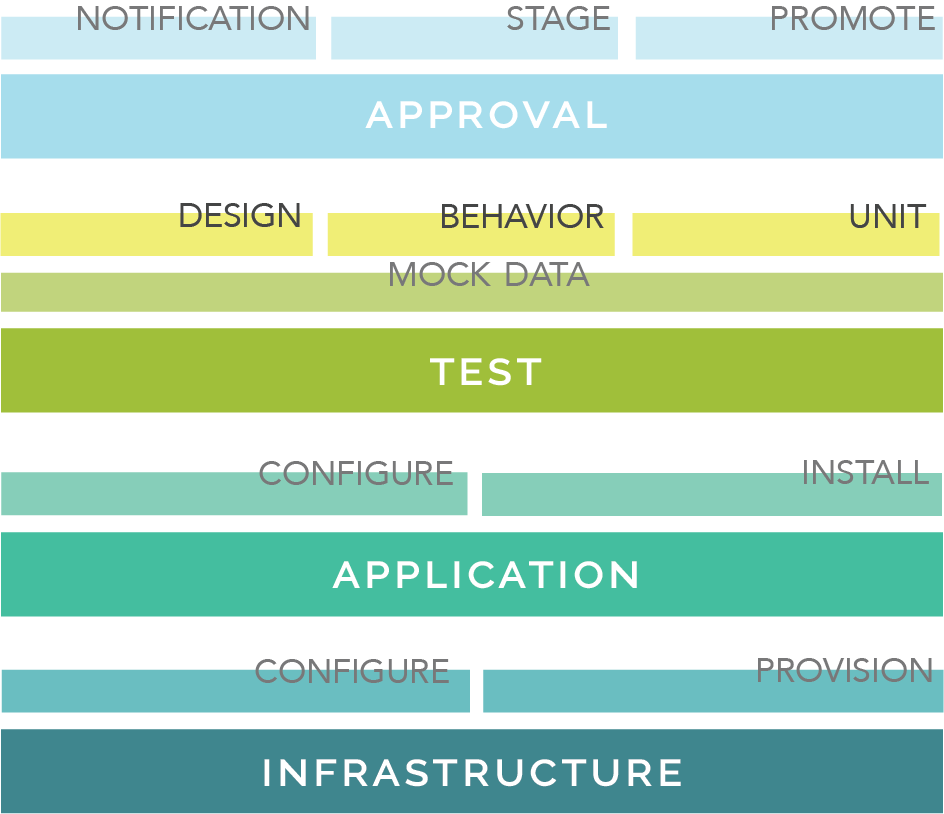 NOTIFICATION STAGE PROMOTE
APPROVAL
DESIGN BEHAVIOR UNIT
MOCK DATA
TEST
CONFIGURE INSTALL
APPLICATION
CONFIGURE PROVISION
INFRASTRUCTURE